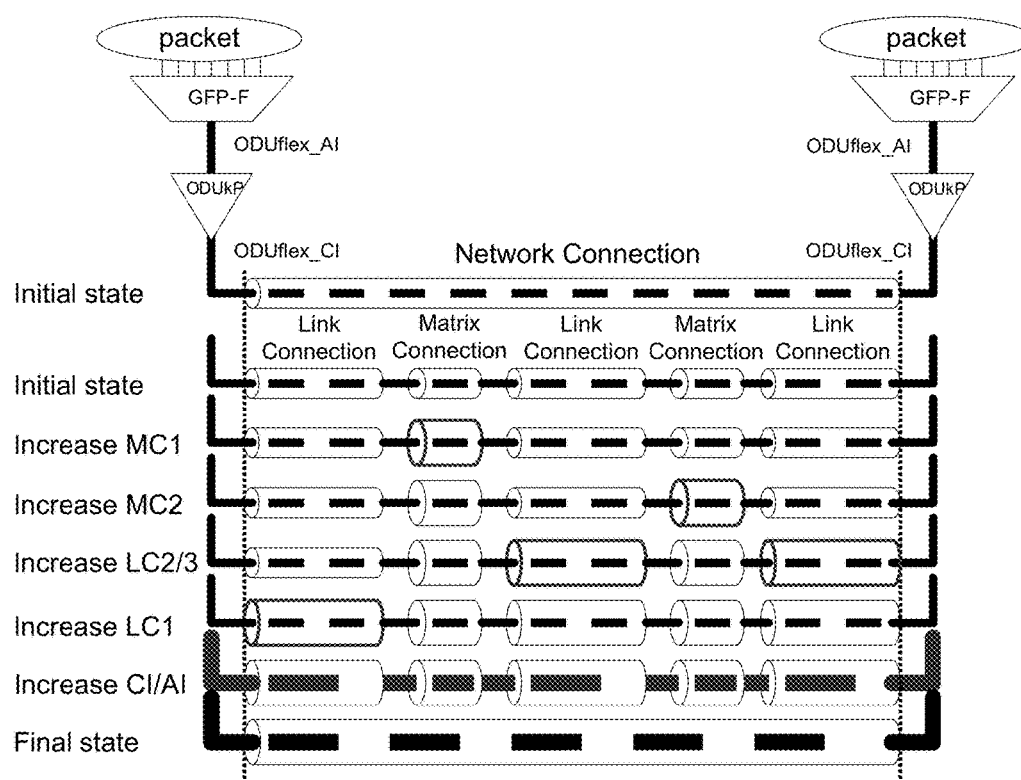 packet
packet
GFP-F
GFP-F
ODUflex_AI
ODUflex_AI
ODUkP
ODUkP
ODUflex_CI
Network Connection
ODUflex_CI
Initial state
Link Connection
Matrix Connection
Link Connection
Matrix Connection
Link Connection
Initial state
Increase MC1
Increase MC2
Increase LC2/3
Increase LC1
Increase CI/AI
Final state